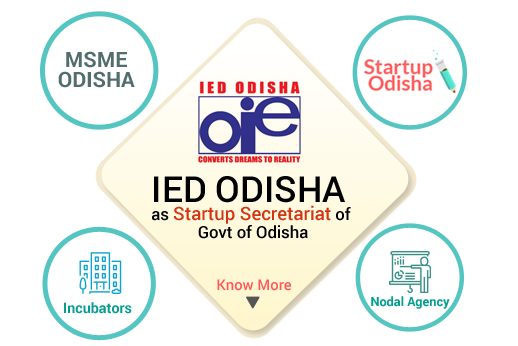 MSME
ODISHA
Startup
Odisha
IED ODISHA
oie
CONVERTS DREAMS TO REALITY
IED ODISHA
as Startup Secretariat of
Govt of Odisha
Know More
Incubators
Nodal Agency